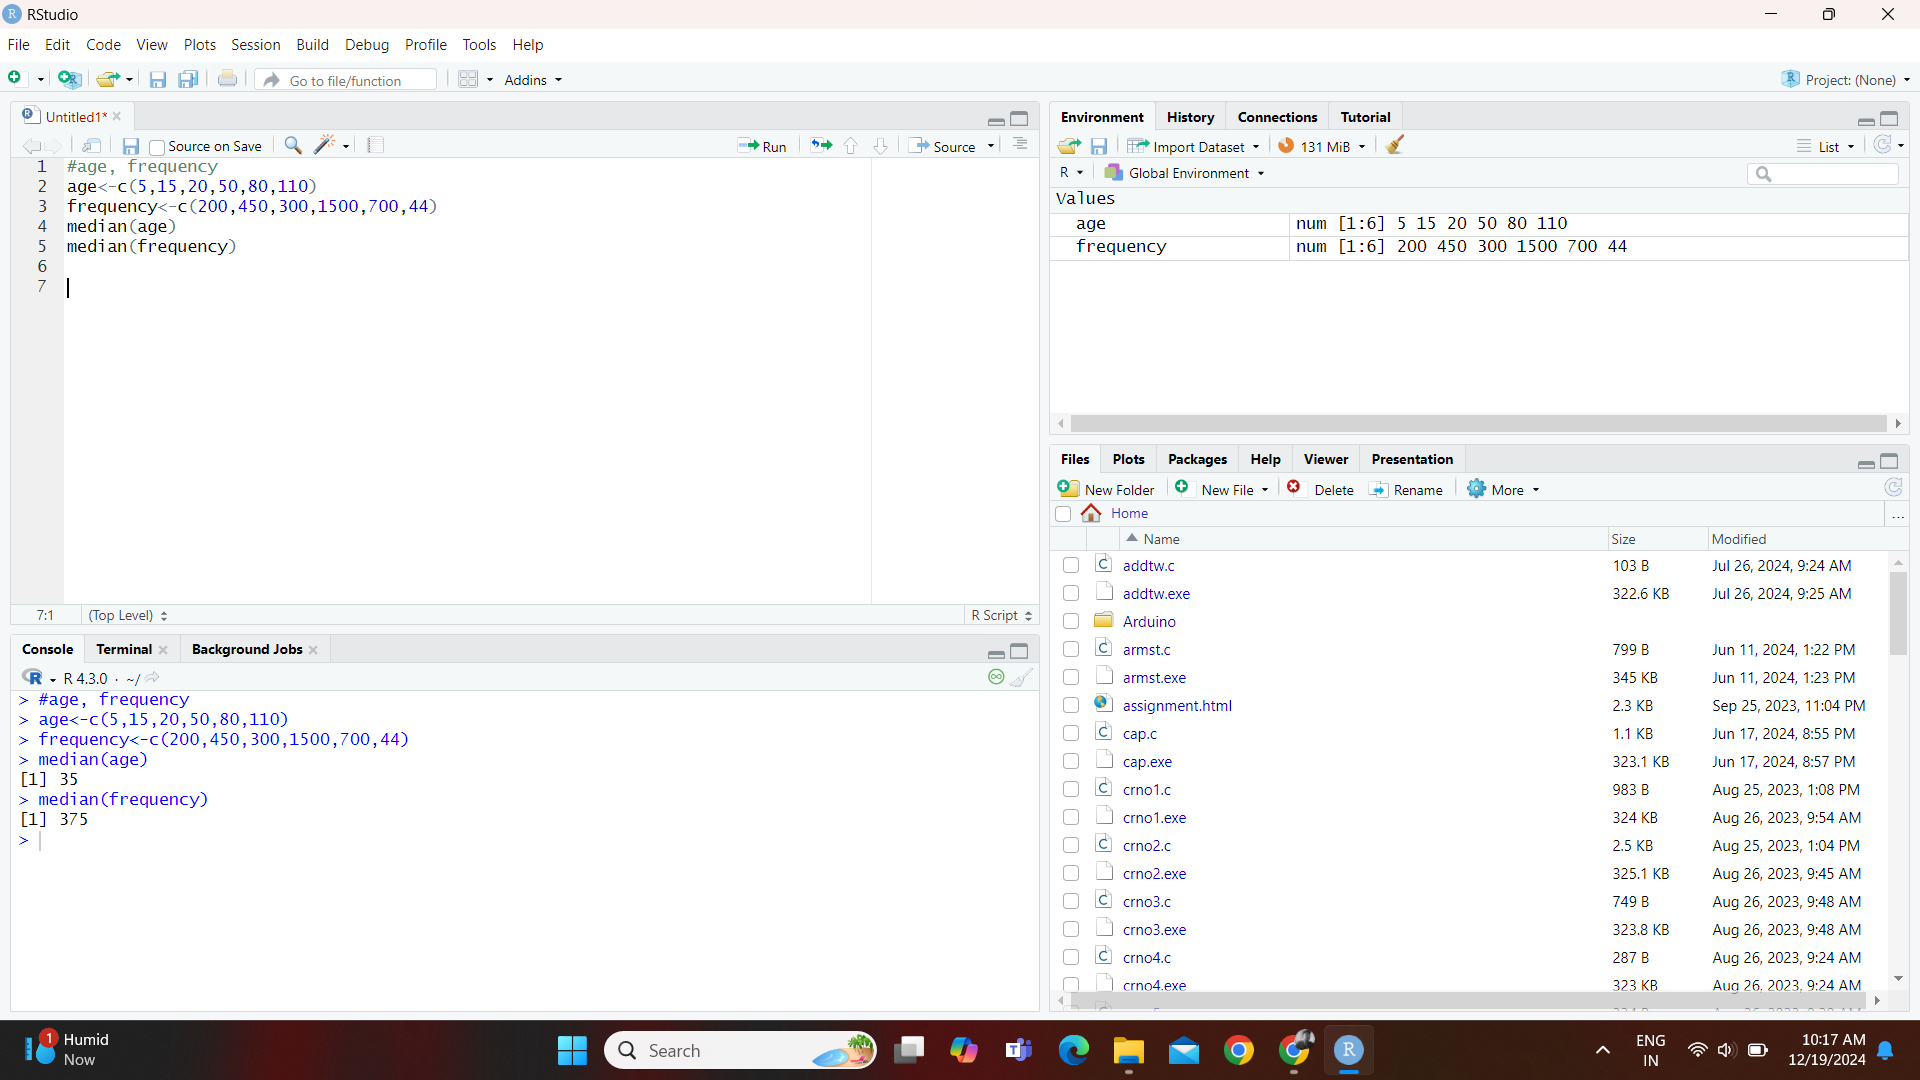 RStudio
File Edit Code View Plots Session Build Debug Profile Tools Help
Go to file/function Addins Project: (None)
Untitled1*
Source on Save Run Source
1 #age, frequency
2 age<-c(5,15,20,50,80,110)
3 frequency<-c(200,450,300,1500,700,44)
4 median(age)
5 median(frequency)
6
7
7:1 (Top Level) R Script
Console Terminal Background Jobs
R 4.3.0 · ~/
> #age, frequency
> age<-c(5,15,20,50,80,110)
> frequency<-c(200,450,300,1500,700,44)
> median(age)
[1] 35
> median(frequency)
[1] 375
>
Environment History Connections Tutorial
Import Dataset 131 MiB List
R Global Environment
Values
age num [1:6] 5 15 20 50 80 110
frequency num [1:6] 200 450 300 1500 700 44
Files Plots Packages Help Viewer Presentation
New Folder New File Delete Rename More
Home ...
Name Size Modified
addtw.c 103 B Jul 26, 2024, 9:24 AM
addtw.exe 322.6 KB Jul 26, 2024, 9:25 AM
Arduino
armst.c 799 B Jun 11, 2024, 1:22 PM
armst.exe 345 KB Jun 11, 2024, 1:23 PM
assignment.html 2.3 KB Sep 25, 2023, 11:04 PM
cap.c 1.1 KB Jun 17, 2024, 8:55 PM
cap.exe 323.1 KB Jun 17, 2024, 8:57 PM
crno1.c 983 B Aug 25, 2023, 1:08 PM
crno1.exe 324 KB Aug 26, 2023, 9:54 AM
crno2.c 2.5 KB Aug 25, 2023, 1:04 PM
crno2.exe 325.1 KB Aug 26, 2023, 9:45 AM
crno3.c 749 B Aug 26, 2023, 9:48 AM
crno3.exe 323.8 KB Aug 26, 2023, 9:48 AM
crno4.c 287 B Aug 26, 2023, 9:24 AM
crno4.exe 323 KB Aug 26, 2023, 9:24 AM
1 Humid
Now
Search
ENG
IN
10:17 AM
12/19/2024